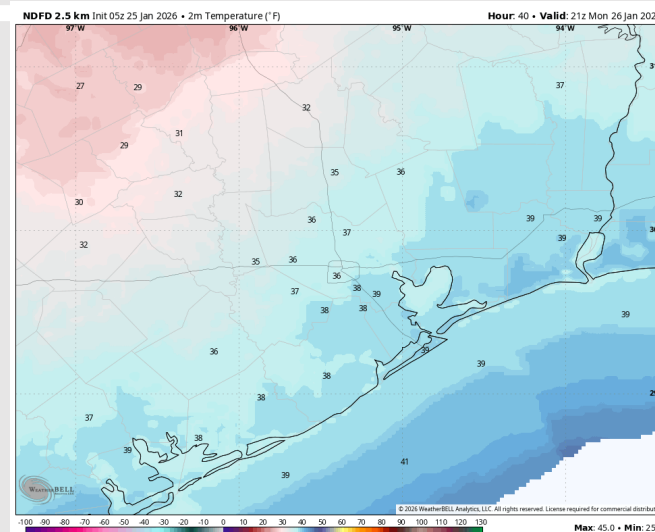 NDFD 2.5 km Init 05z 25 Jan 2026 • 2m Temperature (°F)
Hour: 40 • Valid: 21z Mon 26 Jan 202
97°W 96°W 95°W 94°W
31
27 29 37
32
31
29
35 36
32
30
36 39 39
37 39 30
32
35 36
36
37 38 39
38 38 39
36 39 39
38
38 29
37
38
39
41
39
WeatherBELL
© 2026 WeatherBELL Analytics, LLC. All rights reserved. License required for commercial distribut
-100 -90 -80 -70 -60 -50 -40 -30 -20 -10 0 10 20 30 40 50 60 70 80 90 100 110 120 130
Max: 45.0 • Min: 25